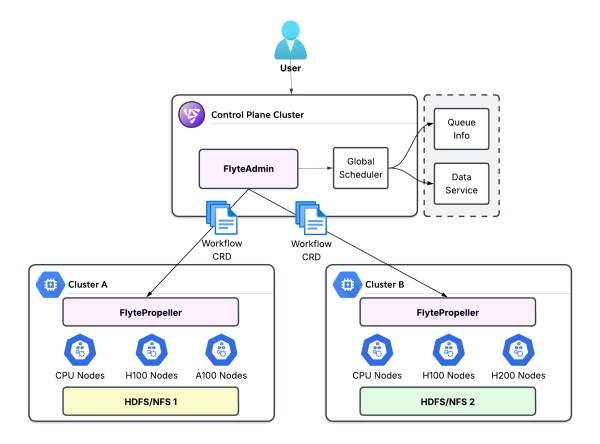 User
Control Plane Cluster
Queue
Info
FlyteAdmin
Global
Scheduler
Data
Service
Workflow
CRD
Workflow
CRD
Cluster A
FlytePropeller
CPU Nodes
H100 Nodes
A100 Nodes
HDFS/NFS 1
Cluster B
FlytePropeller
CPU Nodes
H100 Nodes
H200 Nodes
HDFS/NFS 2